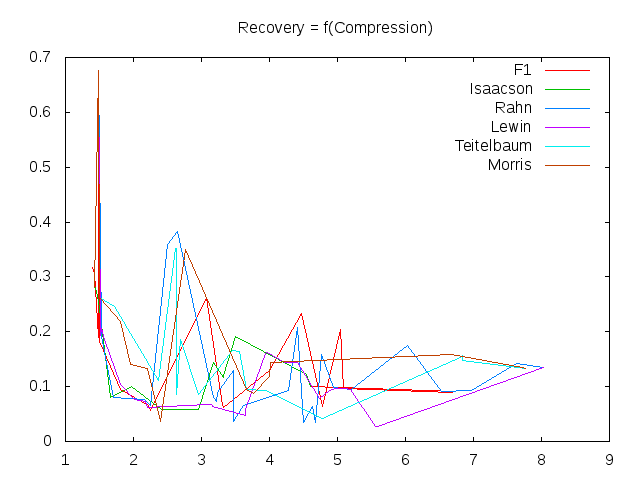 Recovery = f(Compression)
0.7
0.6
0.5
0.4
0.3
0.2
0.1
0
1 2 3 4 5 6 7 8 9
F1
Isaacson
Rahn
Lewin
Teitelbaum
Morris